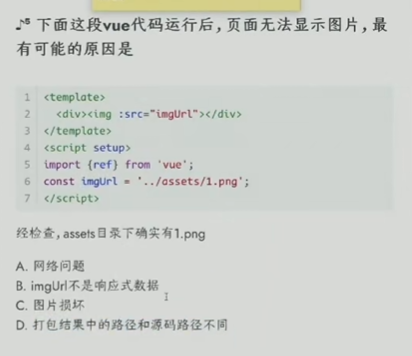 ♪⁵ 下面这段vue代码运行后,页面无法显示图片,最
有可能的原因是
1 <template>
2 <div><img :src="imgUrl"></div>
3 </template>
4 <script setup>
5 import {ref} from 'vue';
6 const imgUrl = '../assets/1.png';
7 </script>
经检查,assets目录下确实有1.png
A. 网络问题
B. imgUrl不是响应式数据
C. 图片损坏
D. 打包结果中的路径和源码路径不同